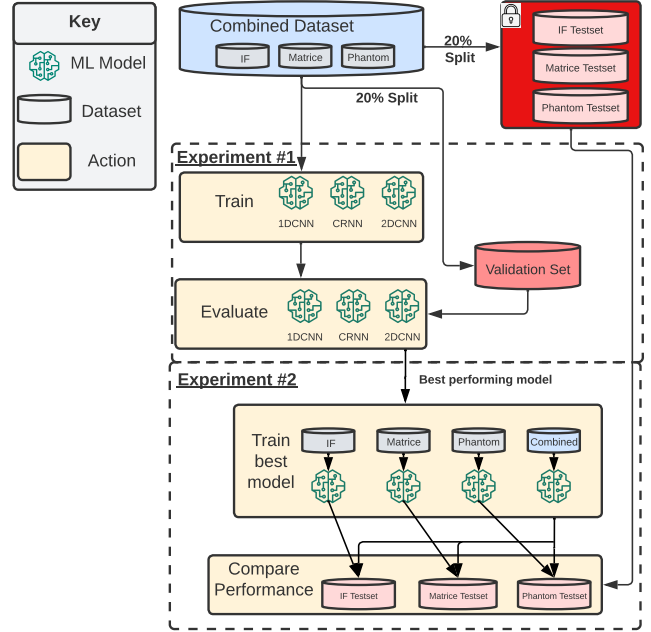 Key
ML Model
Dataset
Action
Combined Dataset
IF
Matrice
Phantom
20%
Split
20% Split
IF Testset
Matrice Testset
Phantom Testset
Experiment #1
Train
1DCNN
CRNN
2DCNN
Validation Set
Evaluate
1DCNN
CRNN
2DCNN
Experiment #2
Best performing model
Train
best
model
IF
Matrice
Phantom
Combined
Compare
Performance
IF Testset
Matrice Testset
Phantom Testset